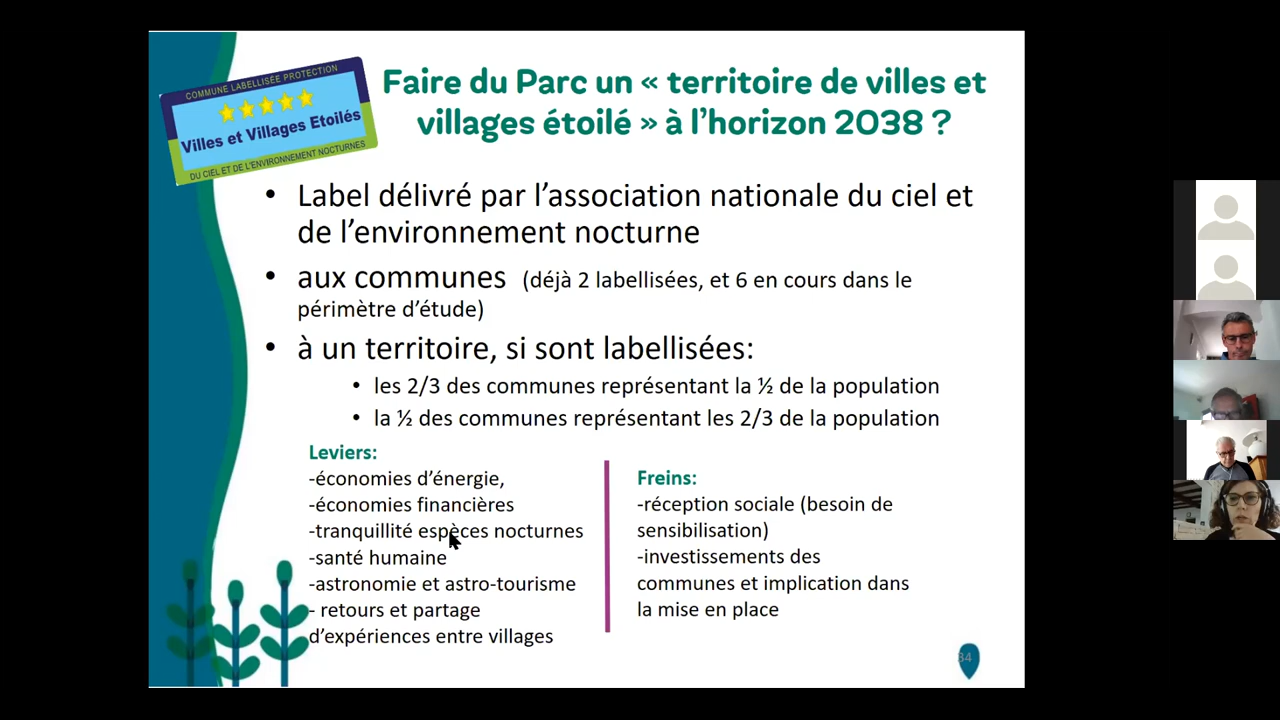 COMMUNE LABELLISÉE PROTECTION
Villes et Villages Etoilés
DU CIEL ET DE L'ENVIRONNEMENT NOCTURNES
Faire du Parc un « territoire de villes et
villages étoilé » à l'horizon 2038 ?
• Label délivré par l'association nationale du ciel et
de l'environnement nocturne
• aux communes (déjà 2 labellisées, et 6 en cours dans le
périmètre d'étude)
• à un territoire, si sont labellisées:
• les 2/3 des communes représentant la ½ de la population
• la ½ des communes représentant les 2/3 de la population
Leviers:
-économies d'énergie,
-économies financières
-tranquillité espèces nocturnes
-santé humaine
-astronomie et astro-tourisme
- retours et partage
d'expériences entre villages
Freins:
-réception sociale (besoin de
sensibilisation)
-investissements des
communes et implication dans
la mise en place
34